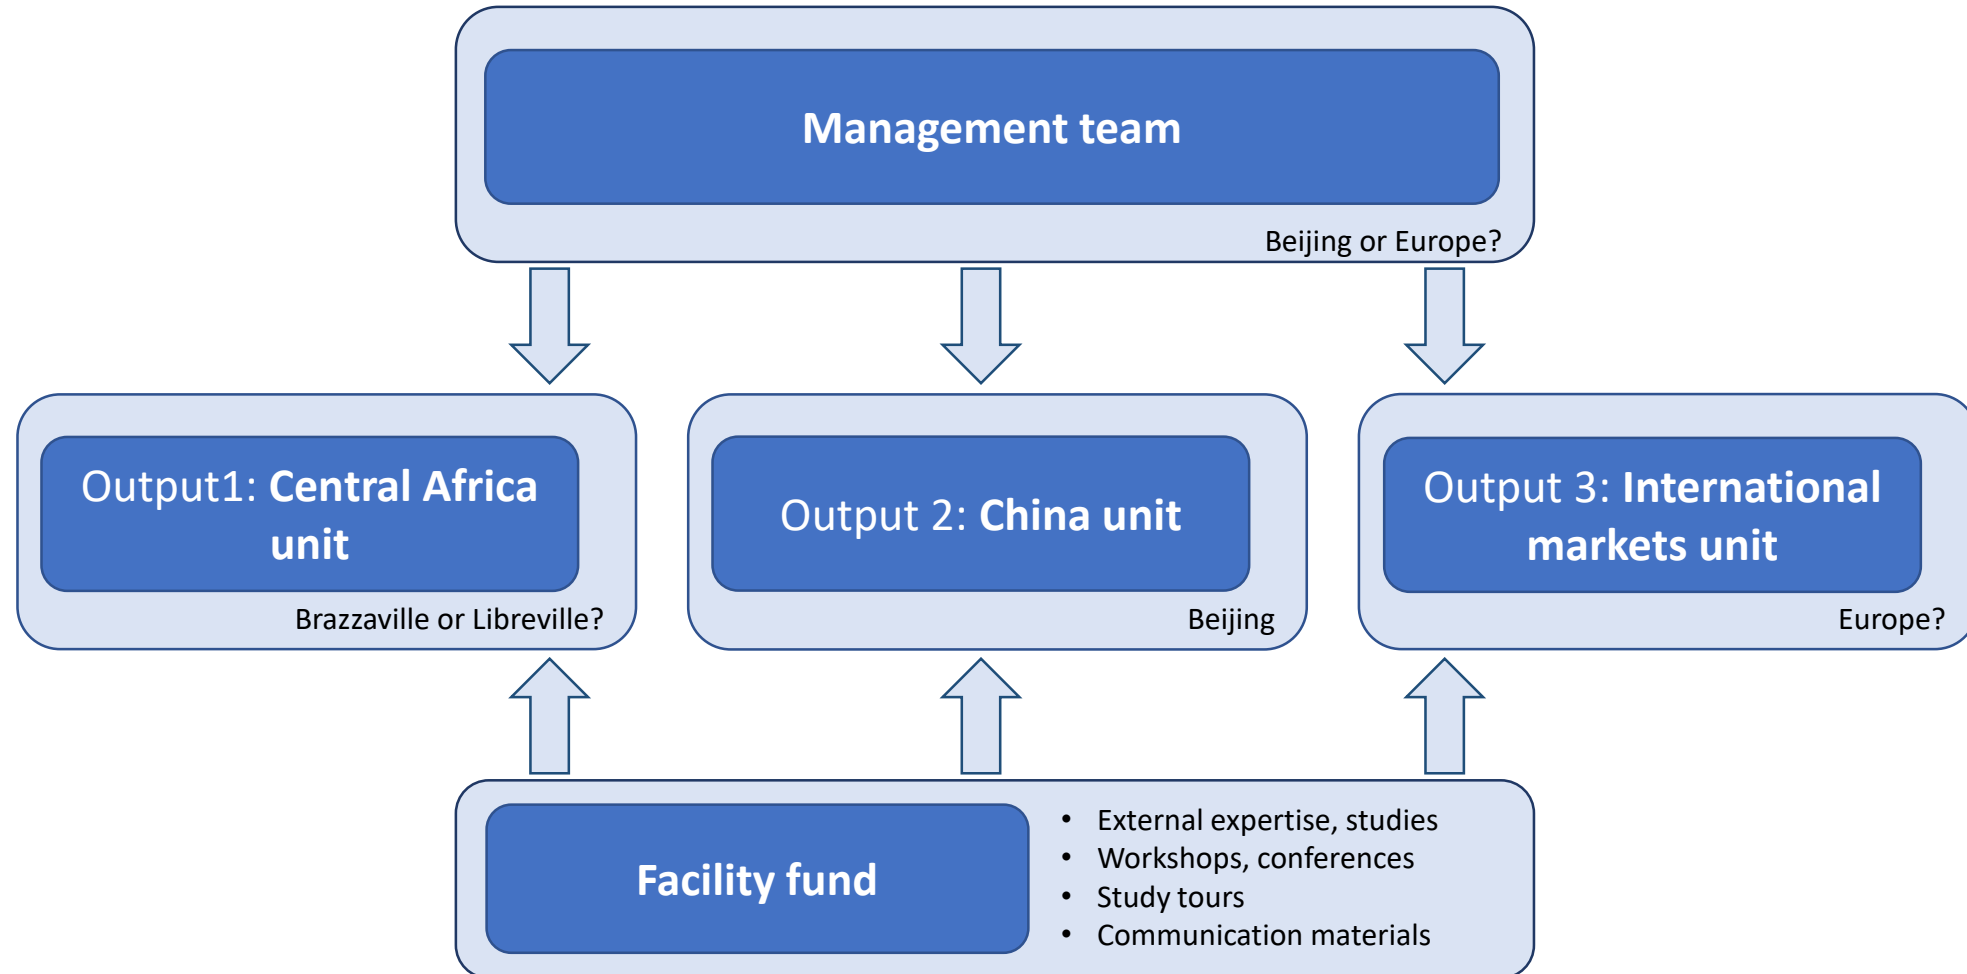 Management team
Beijing or Europe?
Output1: Central Africa
unit
Brazzaville or Libreville?
Output 2: China unit
Beijing
Output 3: International
markets unit
Europe?
Facility fund
• External expertise, studies
• Workshops, conferences
• Study tours
• Communication materials